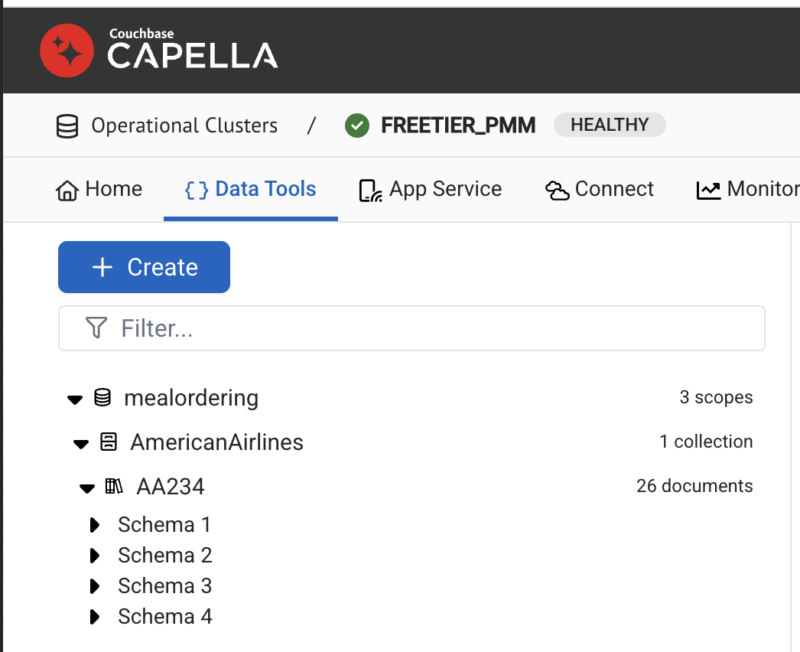 Couchbase
CAPELLA
Operational Clusters / FREETIER_PMM HEALTHY
Home {} Data Tools App Service Connect Monitor
+ Create
Filter...
mealordering 3 scopes
AmericanAirlines 1 collection
AA234 26 documents
Schema 1
Schema 2
Schema 3
Schema 4